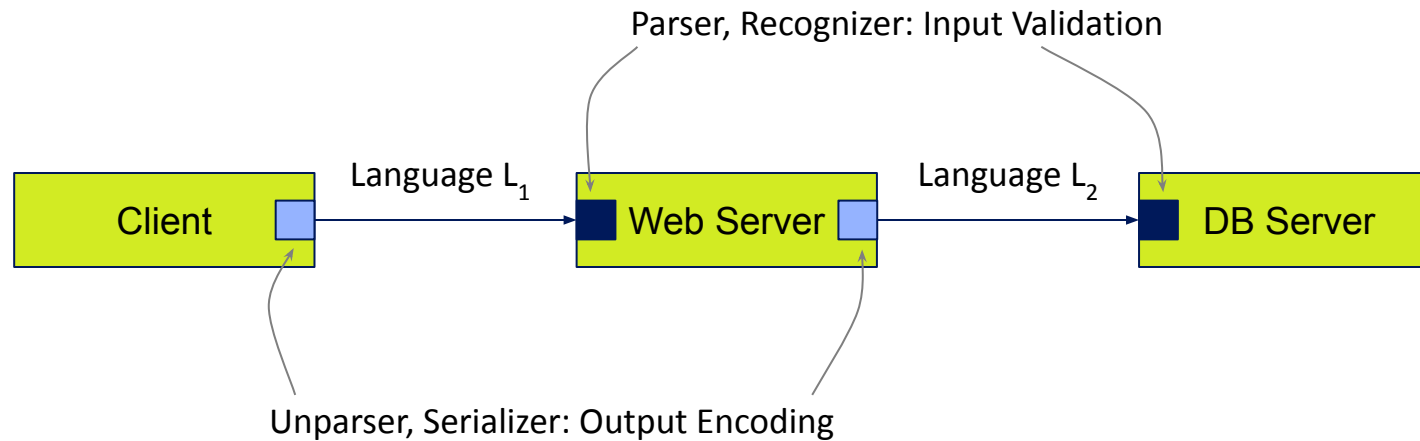 Parser, Recognizer: Input Validation
Language L₁
Language L₂
Client
Web Server
DB Server
Unparser, Serializer: Output Encoding